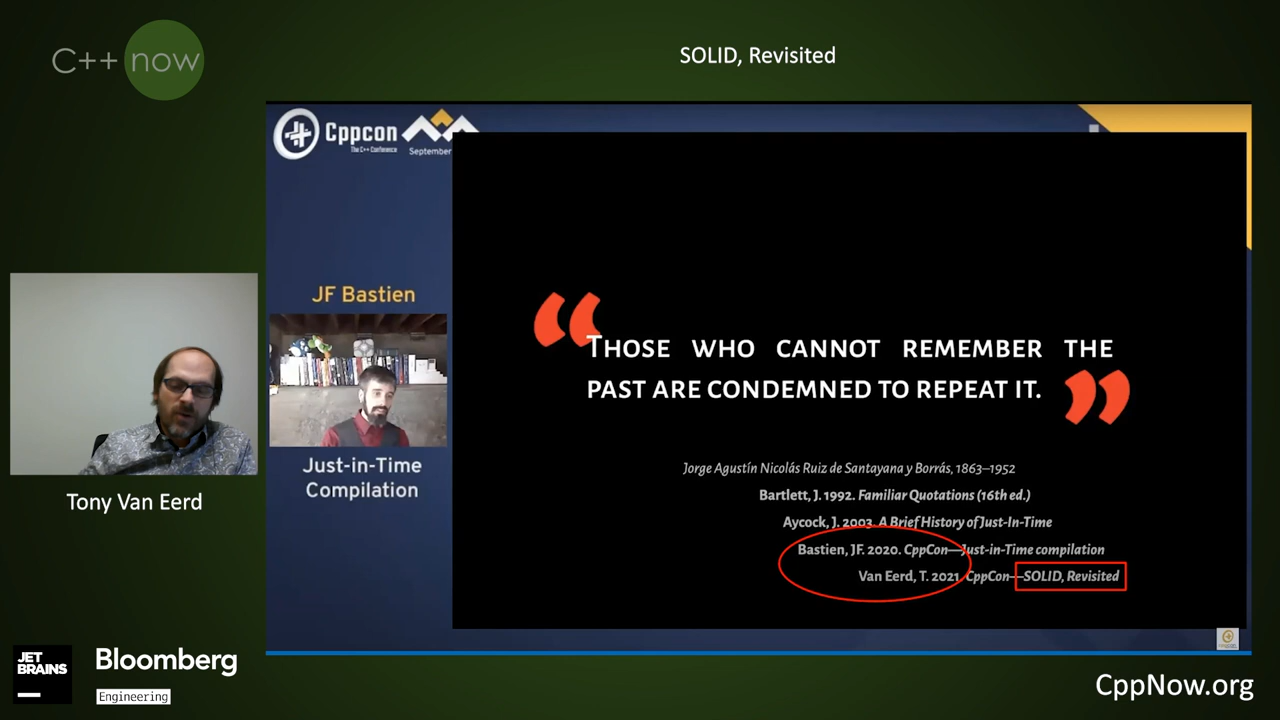 C++ now
SOLID, Revisited
Cppcon
The C++ Conference
September
JF Bastien
Just-in-Time
Compilation
“THOSE WHO CANNOT REMEMBER THE
PAST ARE CONDEMNED TO REPEAT IT.”
Jorge Agustín Nicolás Ruiz de Santayana y Borrás, 1863–1952
Bartlett, J. 1992. Familiar Quotations (16th ed.)
Aycock, J. 2003. A Brief History of Just-In-Time
Bastien, JF. 2020. CppCon—Just-in-Time compilation
Van Eerd, T. 2021. CppCon—SOLID, Revisited
Tony Van Eerd
JET
BRAINS
Bloomberg
Engineering
CppNow.org